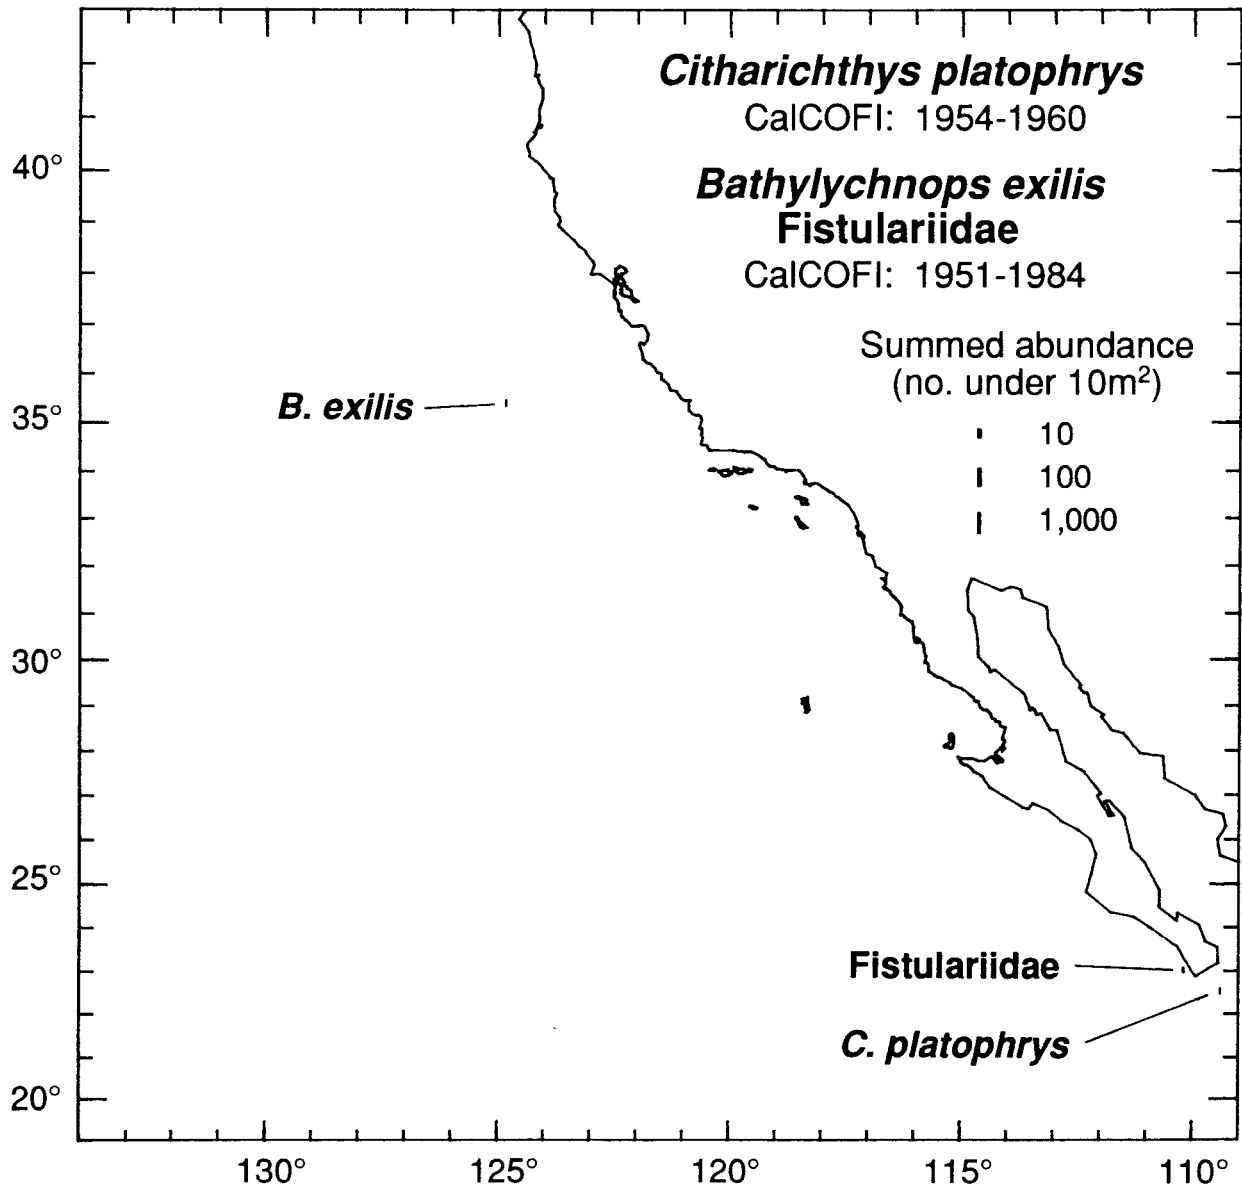 Citharichthys platophrys
CalCOFI: 1954-1960
Bathylychnops exilis
Fistulariidae
CalCOFI: 1951-1984
Summed abundance
(no. under 10m²)
10
100
1,000
40°
35°
30°
25°
20°
B. exilis
Fistulariidae
C. platophrys
130°
125°
120°
115°
110°